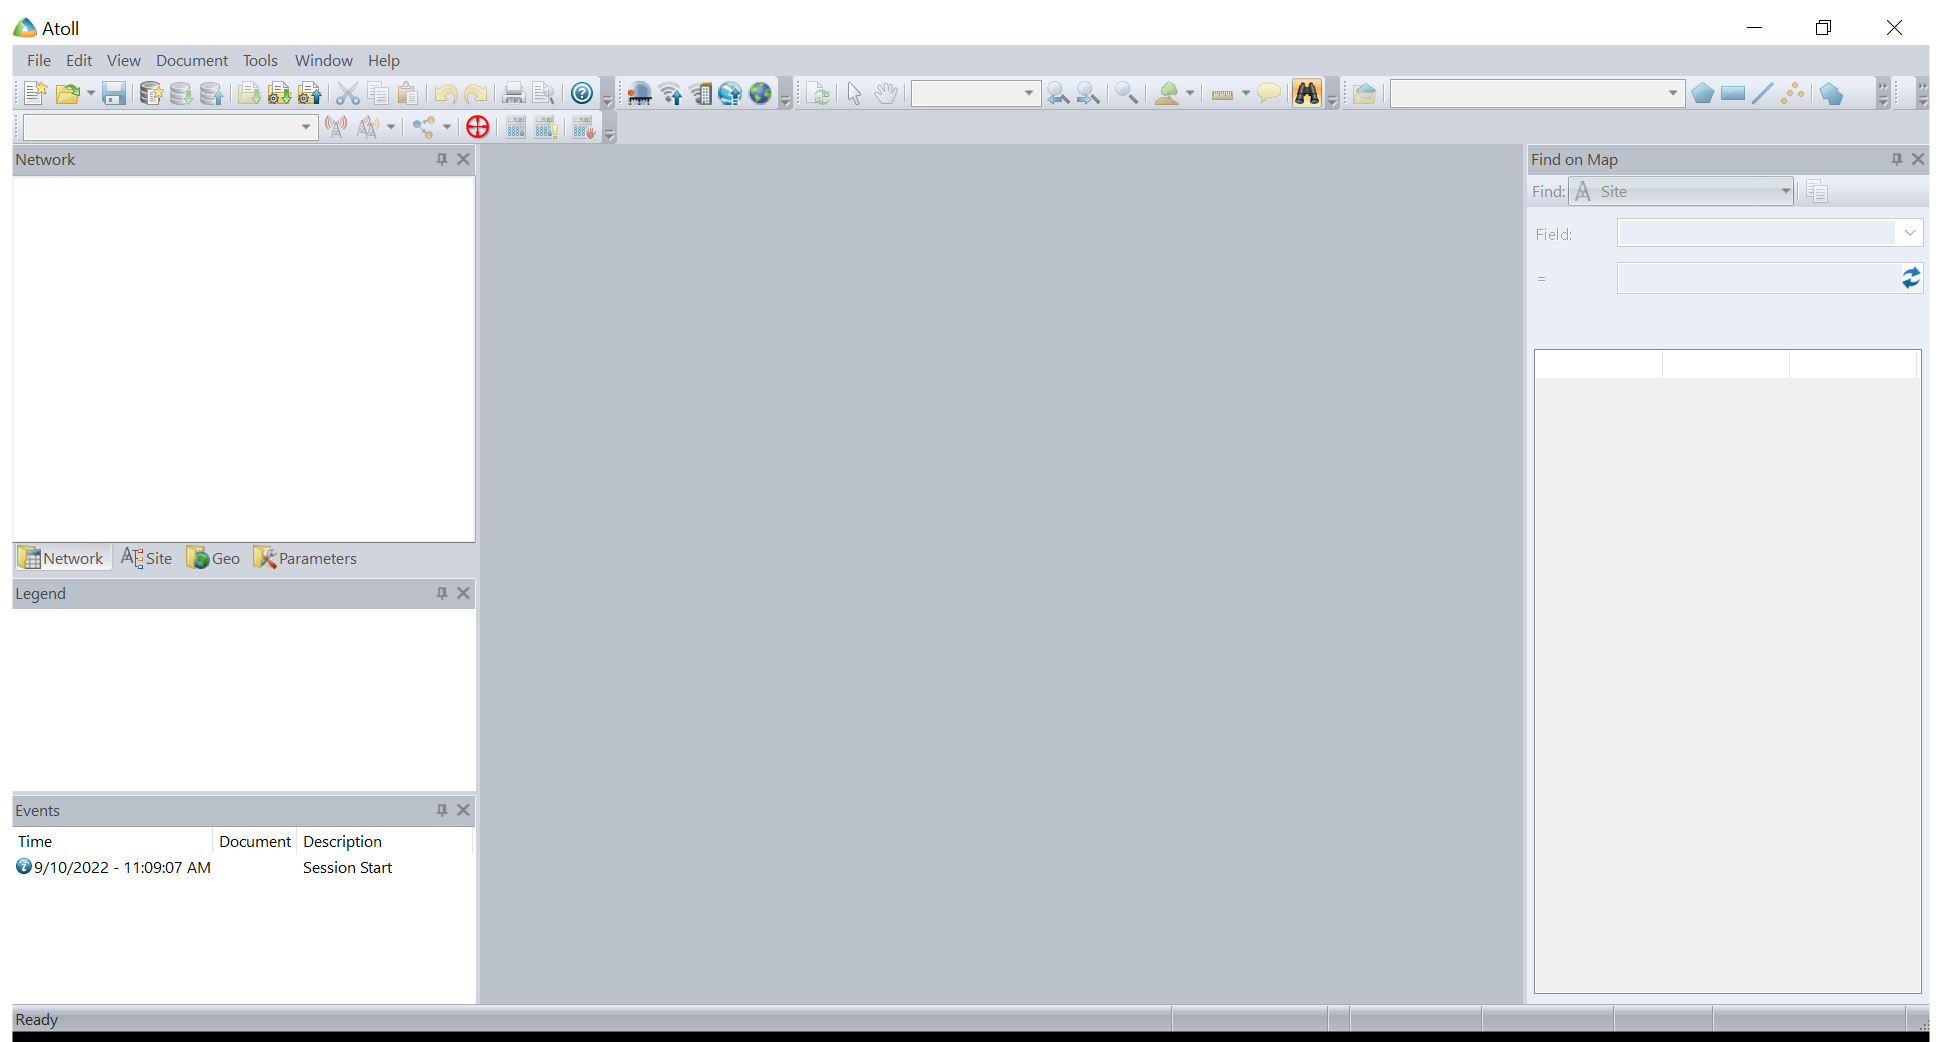 Atoll
File Edit View Document Tools Window Help
Network
Network Site Geo Parameters
Legend
Events
Time Document Description
9/10/2022 - 11:09:07 AM Session Start
Find on Map
Find: Site
Field:
=
Ready